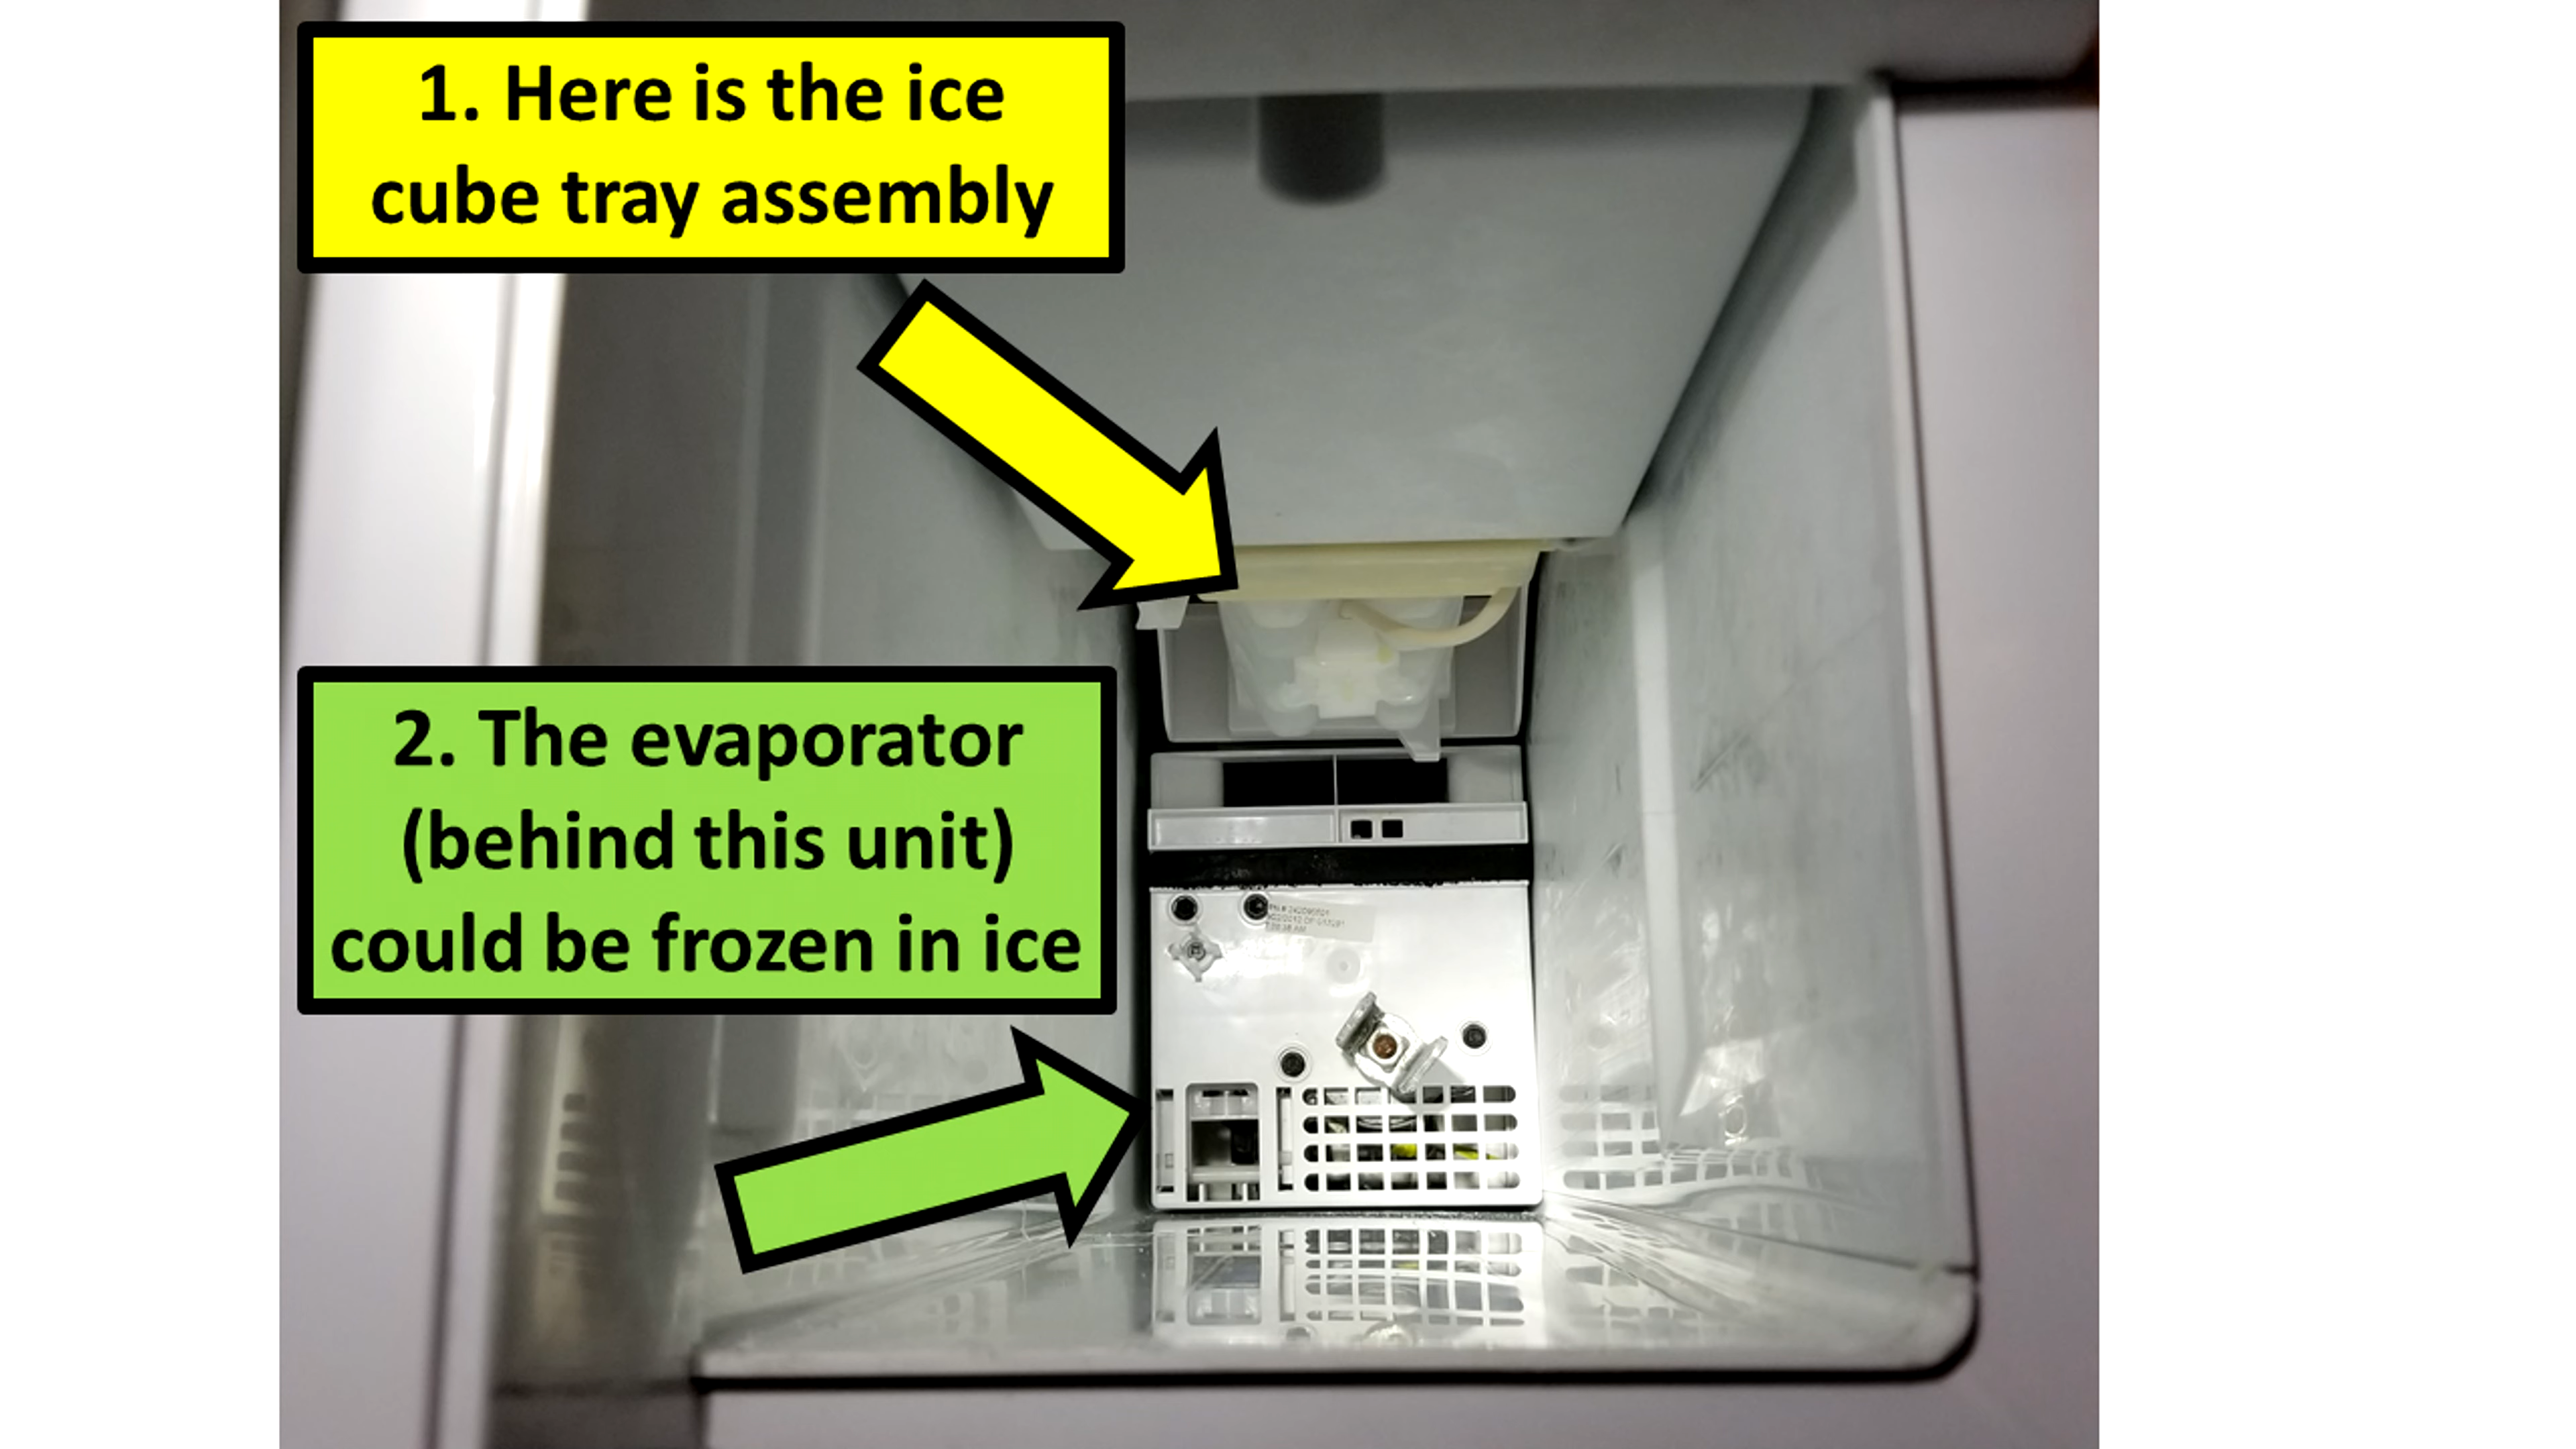 1. Here is the ice
cube tray assembly
2. The evaporator
(behind this unit)
could be frozen in ice